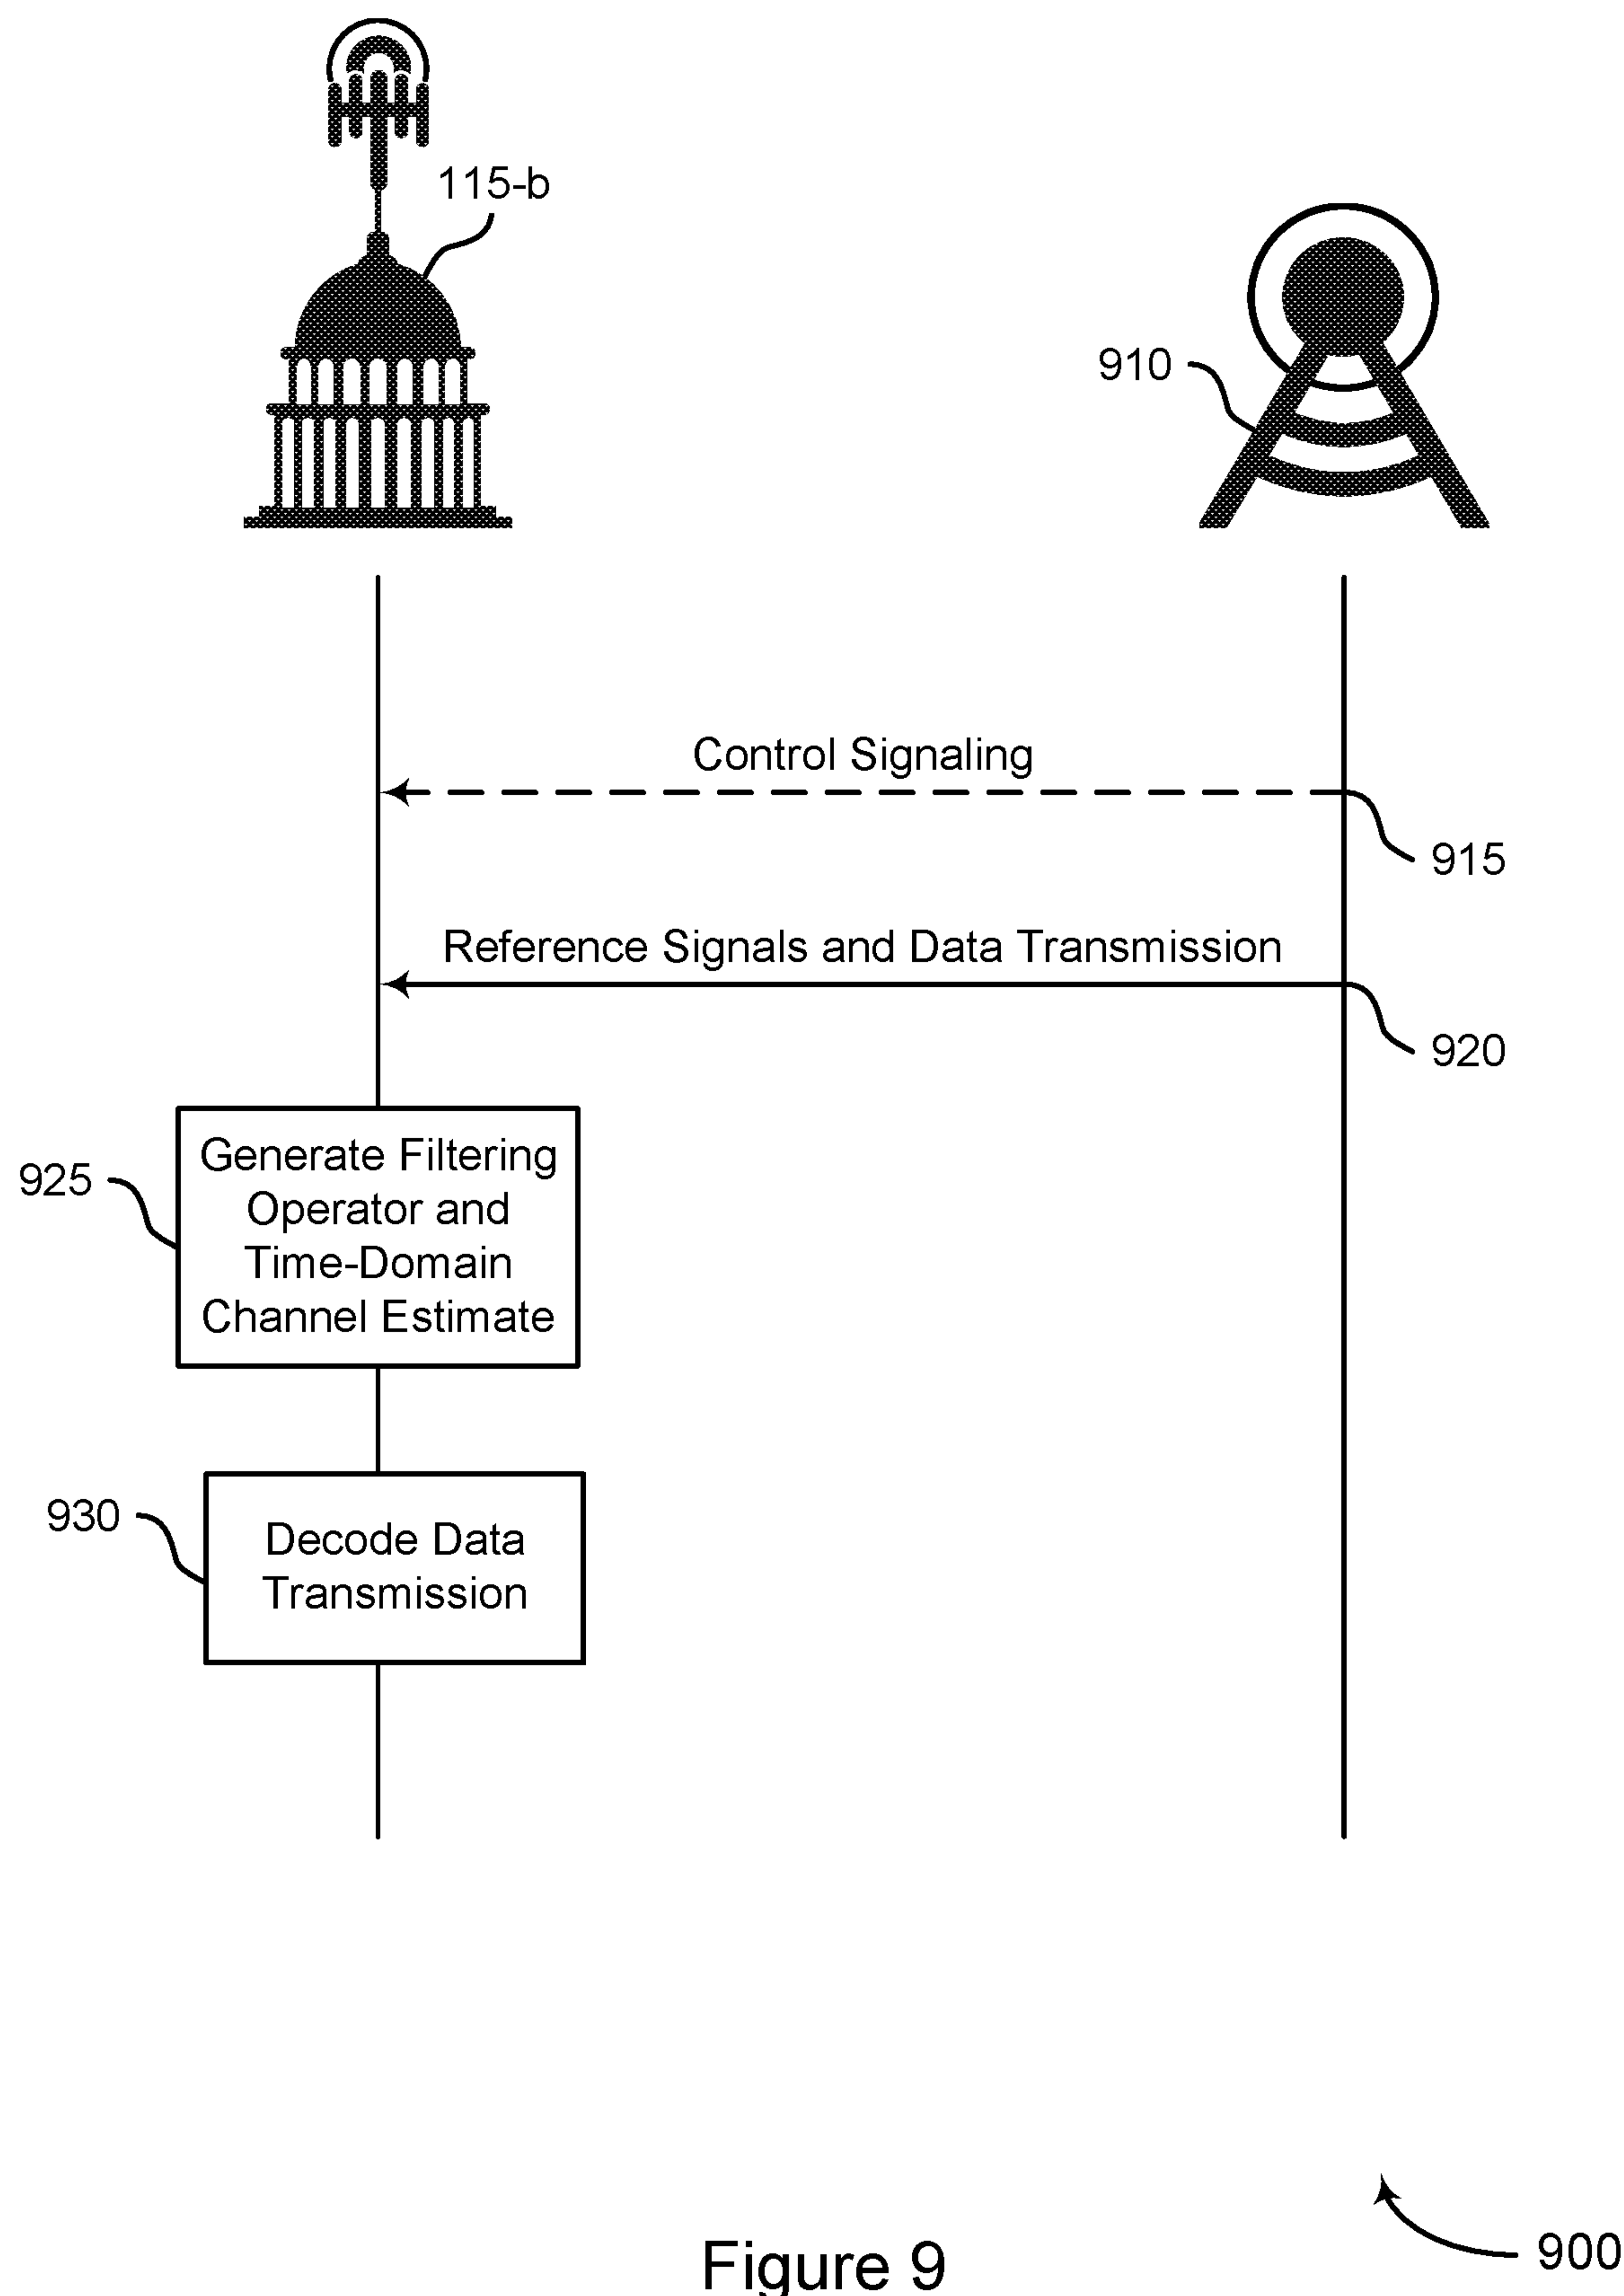 115-b
910
Control Signaling
915
Reference Signals and Data Transmission
920
925
Generate Filtering
Operator and
Time-Domain
Channel Estimate
930
Decode Data
Transmission
900
Figure 9